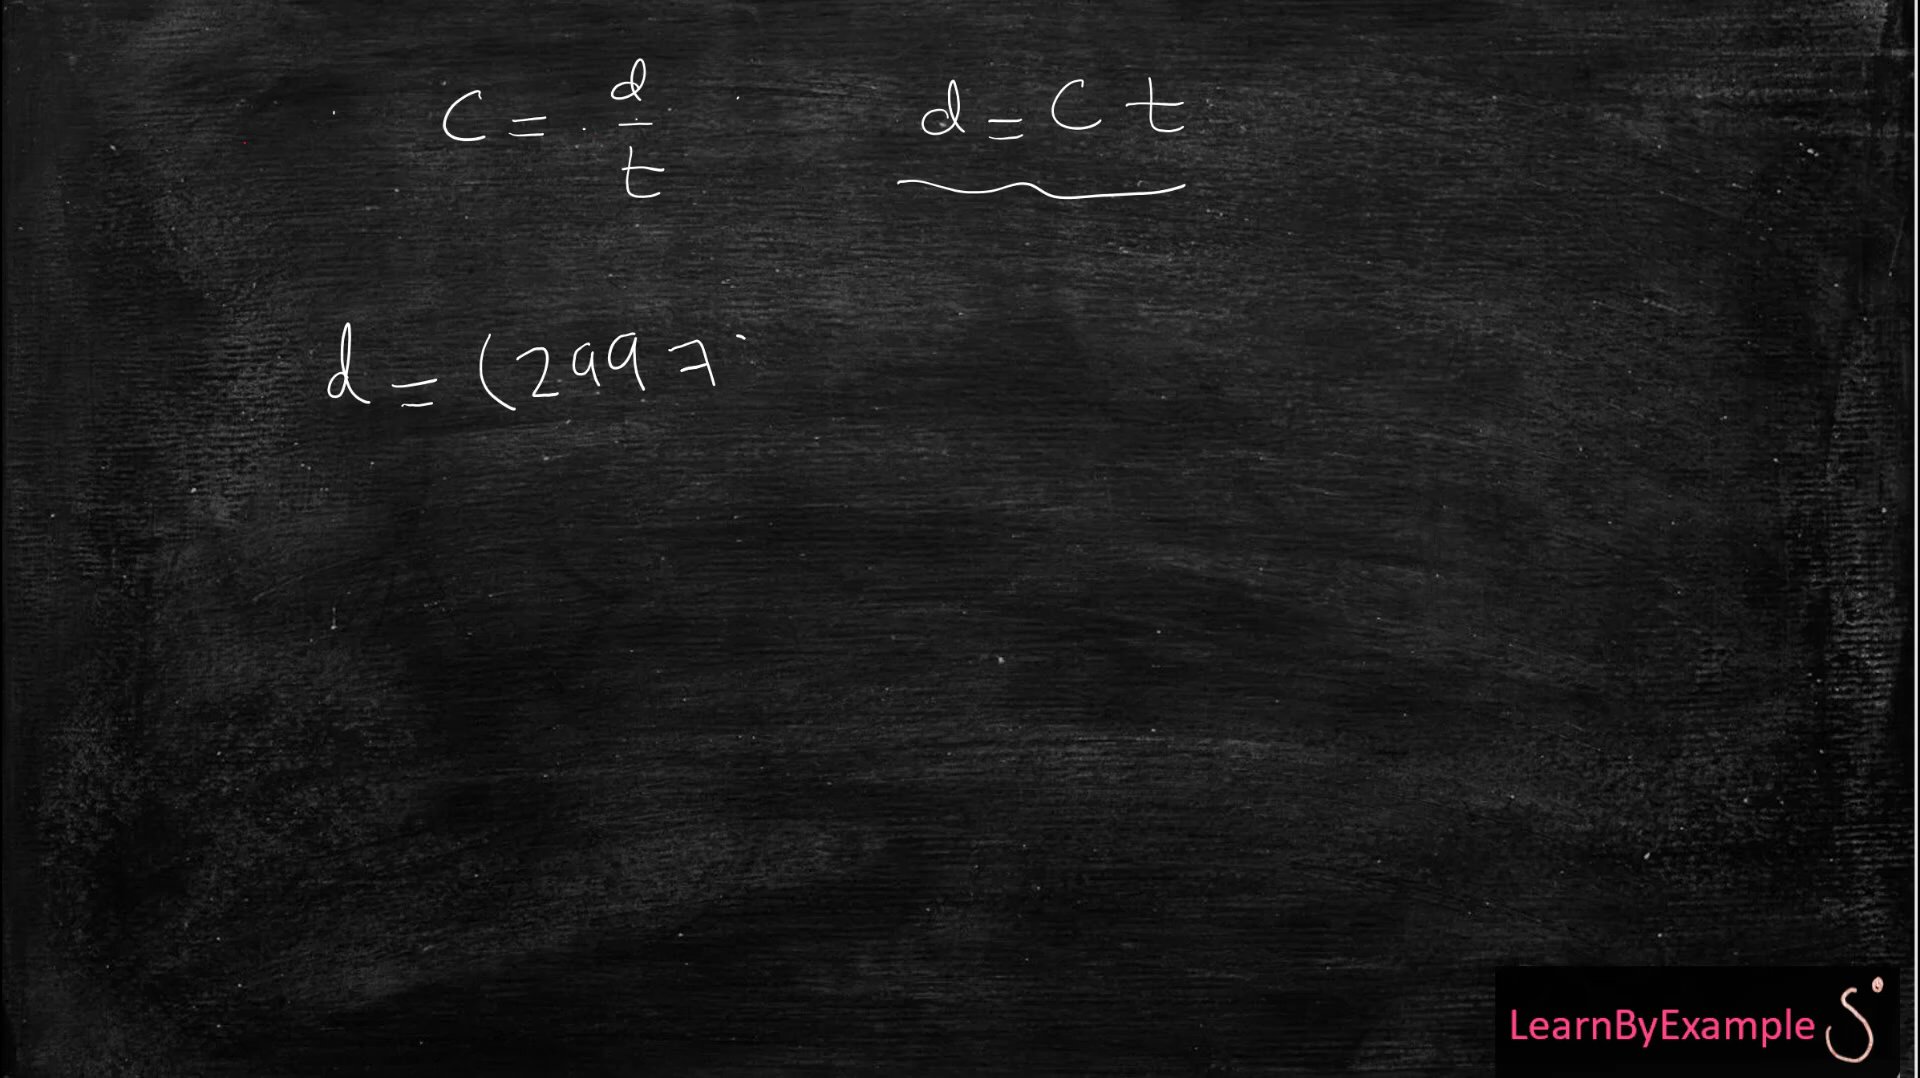 C = d/t d = C t
d = (2997
LearnByExample